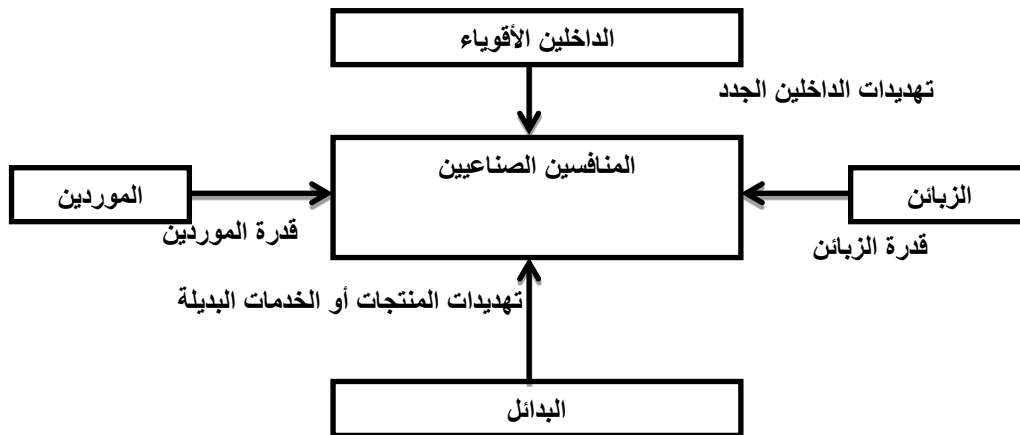 الداخلين الأقوياء
تهديدات الداخلين الجدد
المنافسين الصناعيين
الزبائن
الموردين
قدرة الزبائن
قدرة الموردين
تهديدات المنتجات أو الخدمات البديلة
البدائل